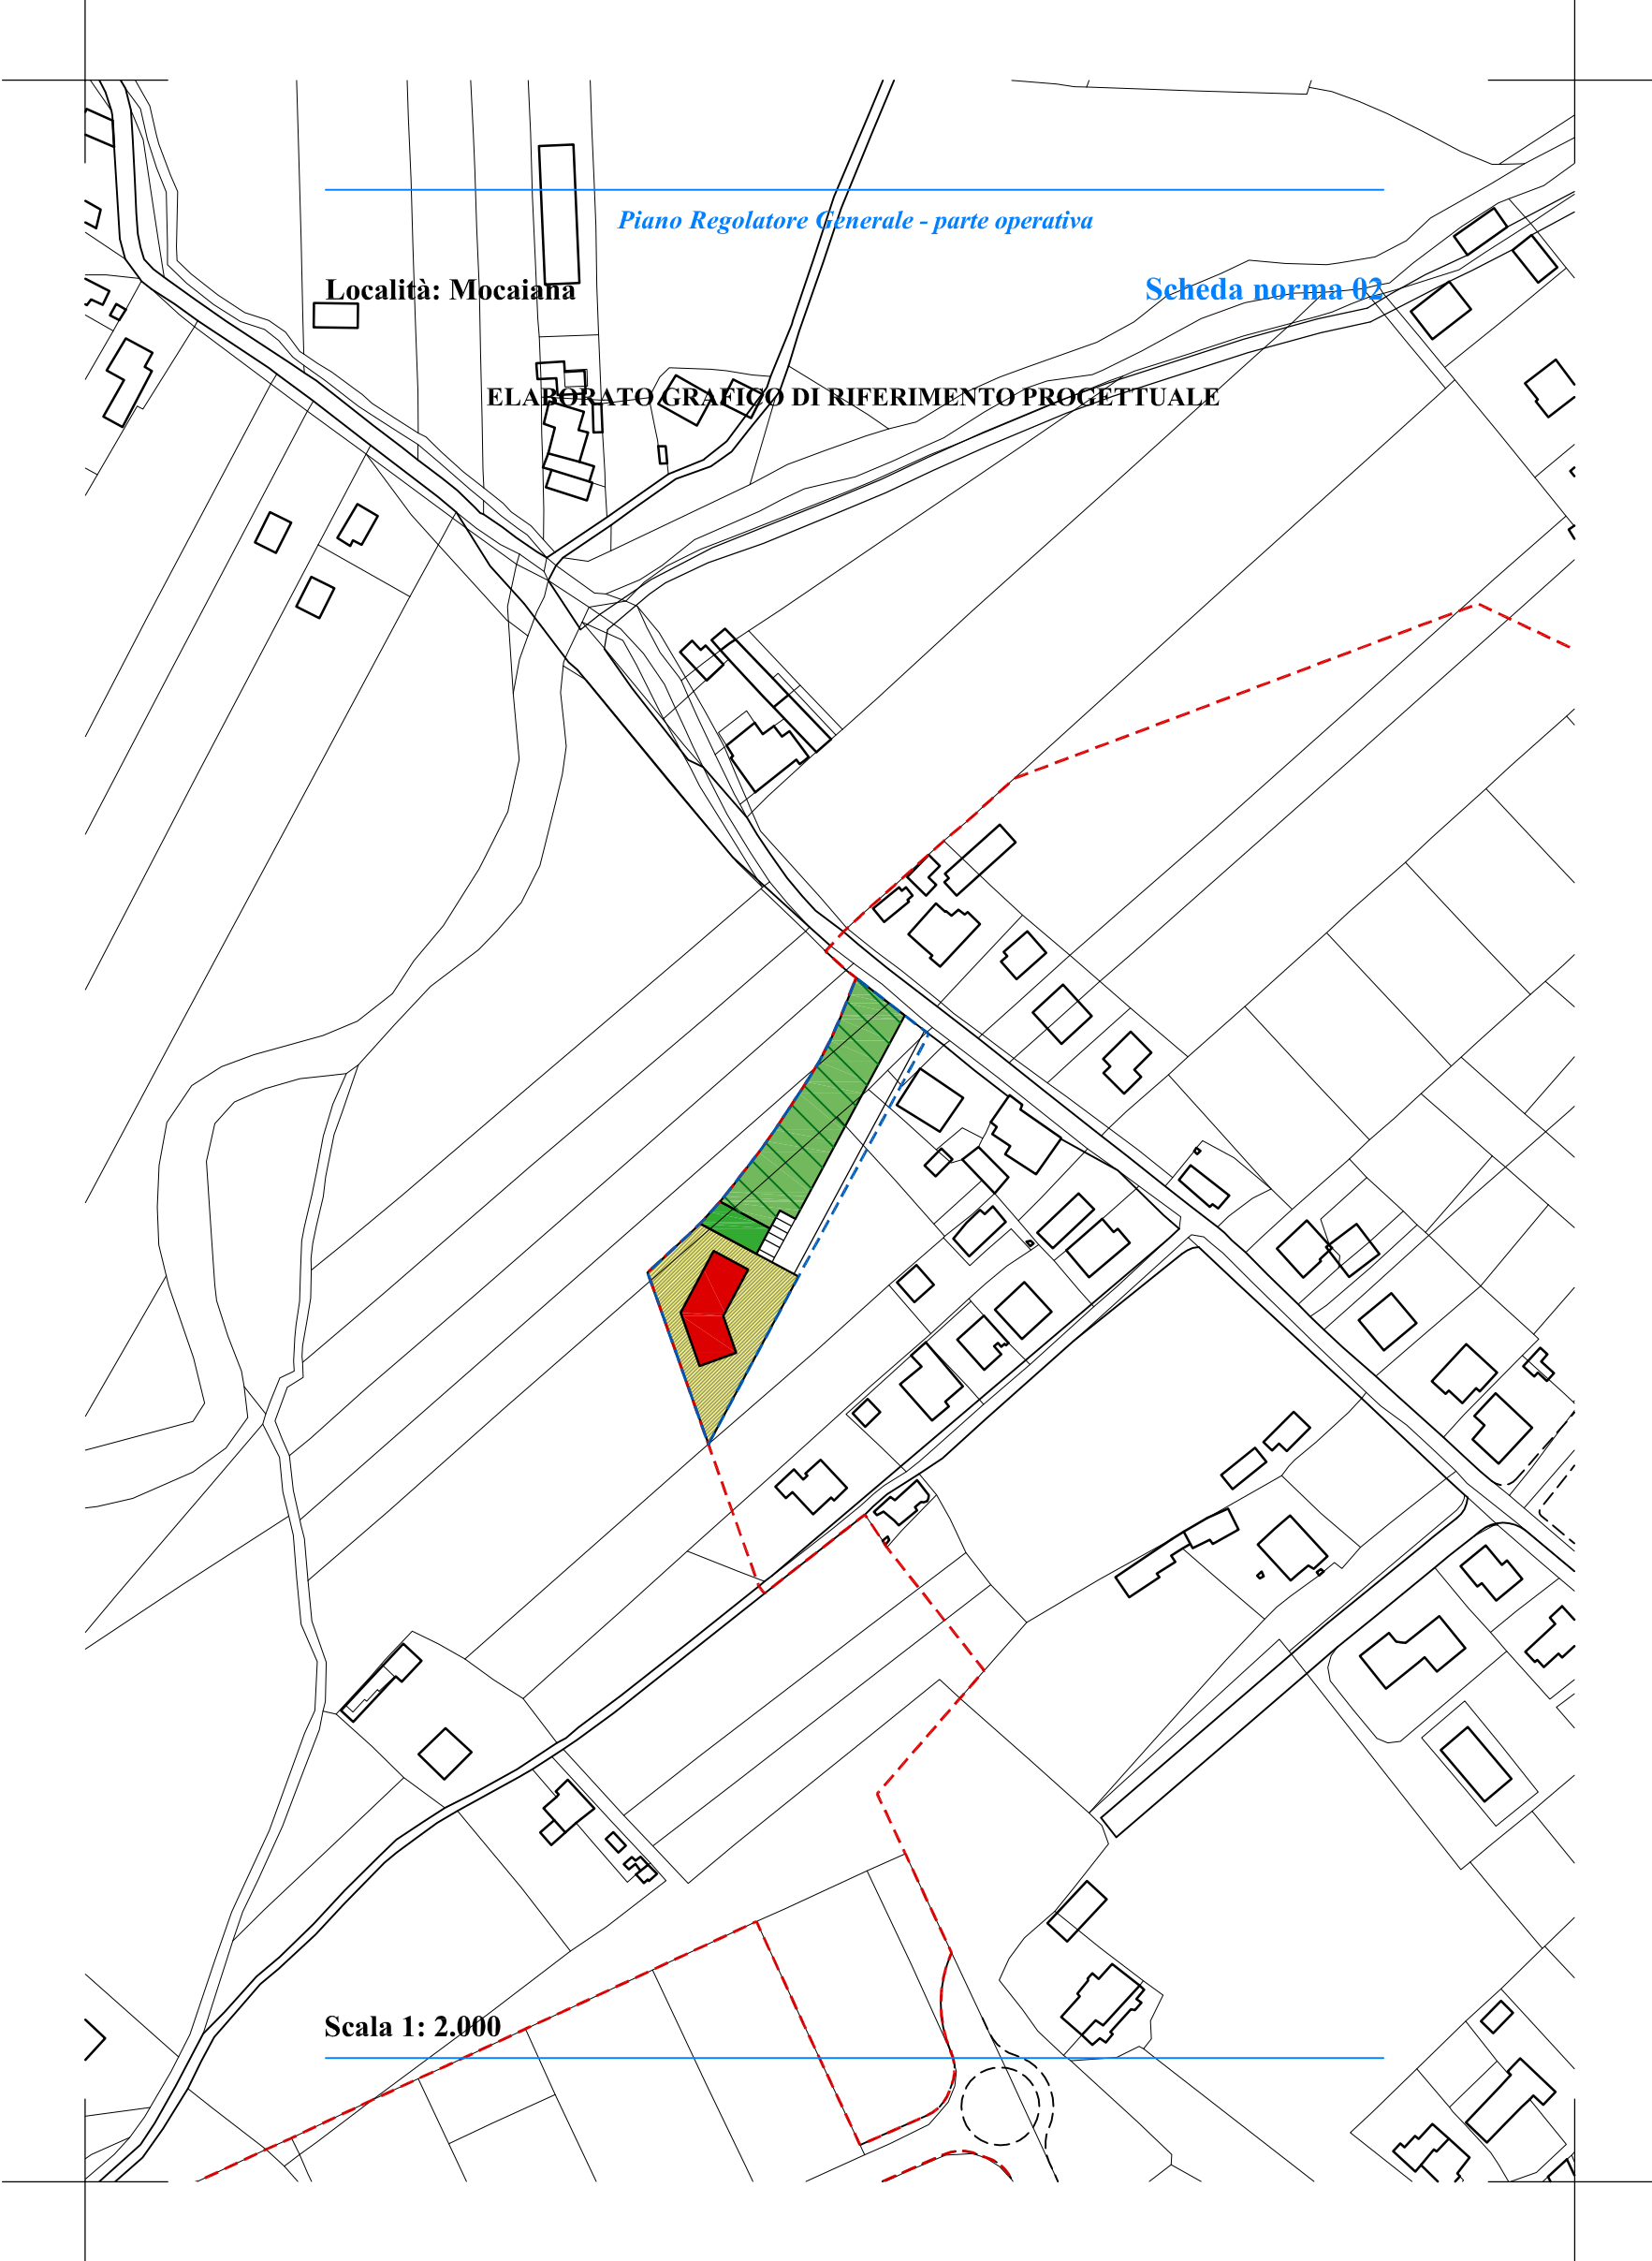 Piano Regolatore Generale - parte operativa
Località: Mocaiana
Scheda norma 02
ELABORATO GRAFICO DI RIFERIMENTO PROGETTUALE
Scala 1: 2.000